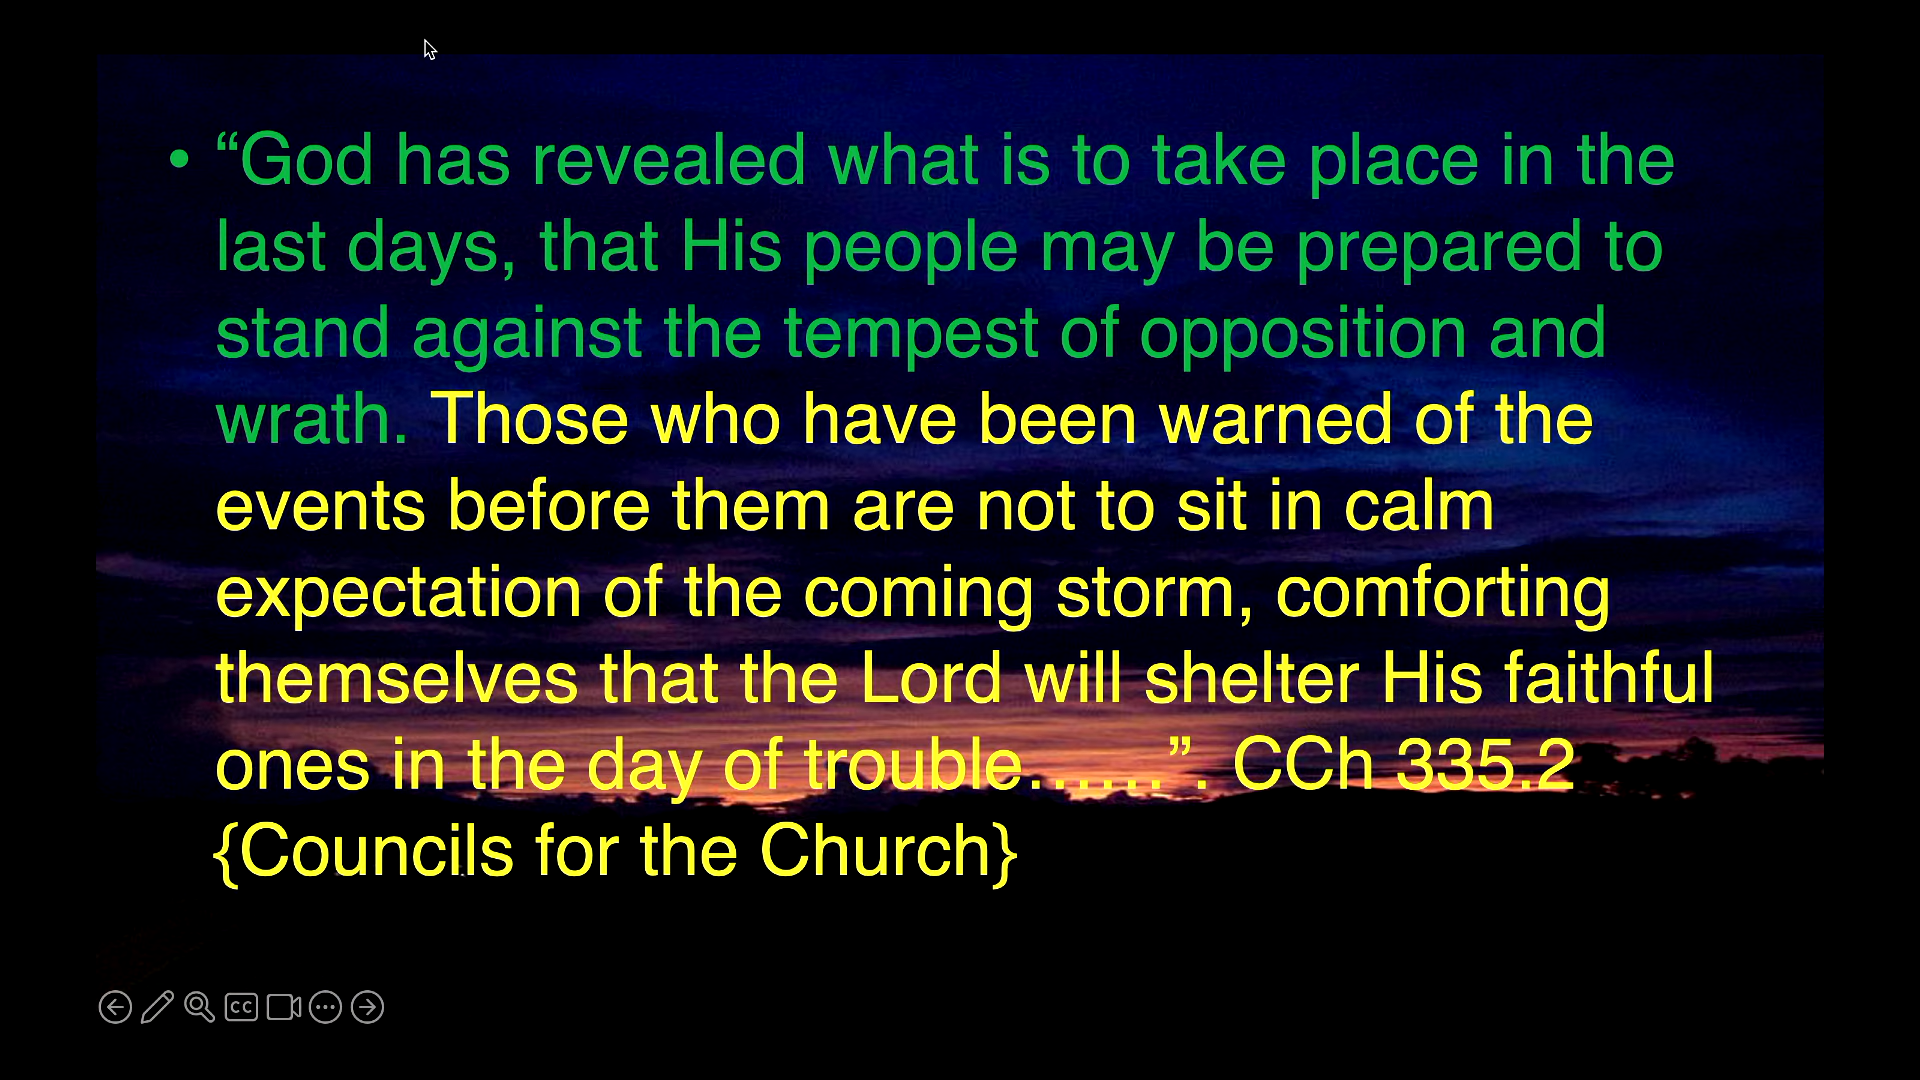 • “God has revealed what is to take place in the
last days, that His people may be prepared to
stand against the tempest of opposition and
wrath. Those who have been warned of the
events before them are not to sit in calm
expectation of the coming storm, comforting
themselves that the Lord will shelter His faithful
ones in the day of trouble……”. CCh 335.2
{Councils for the Church}
CC